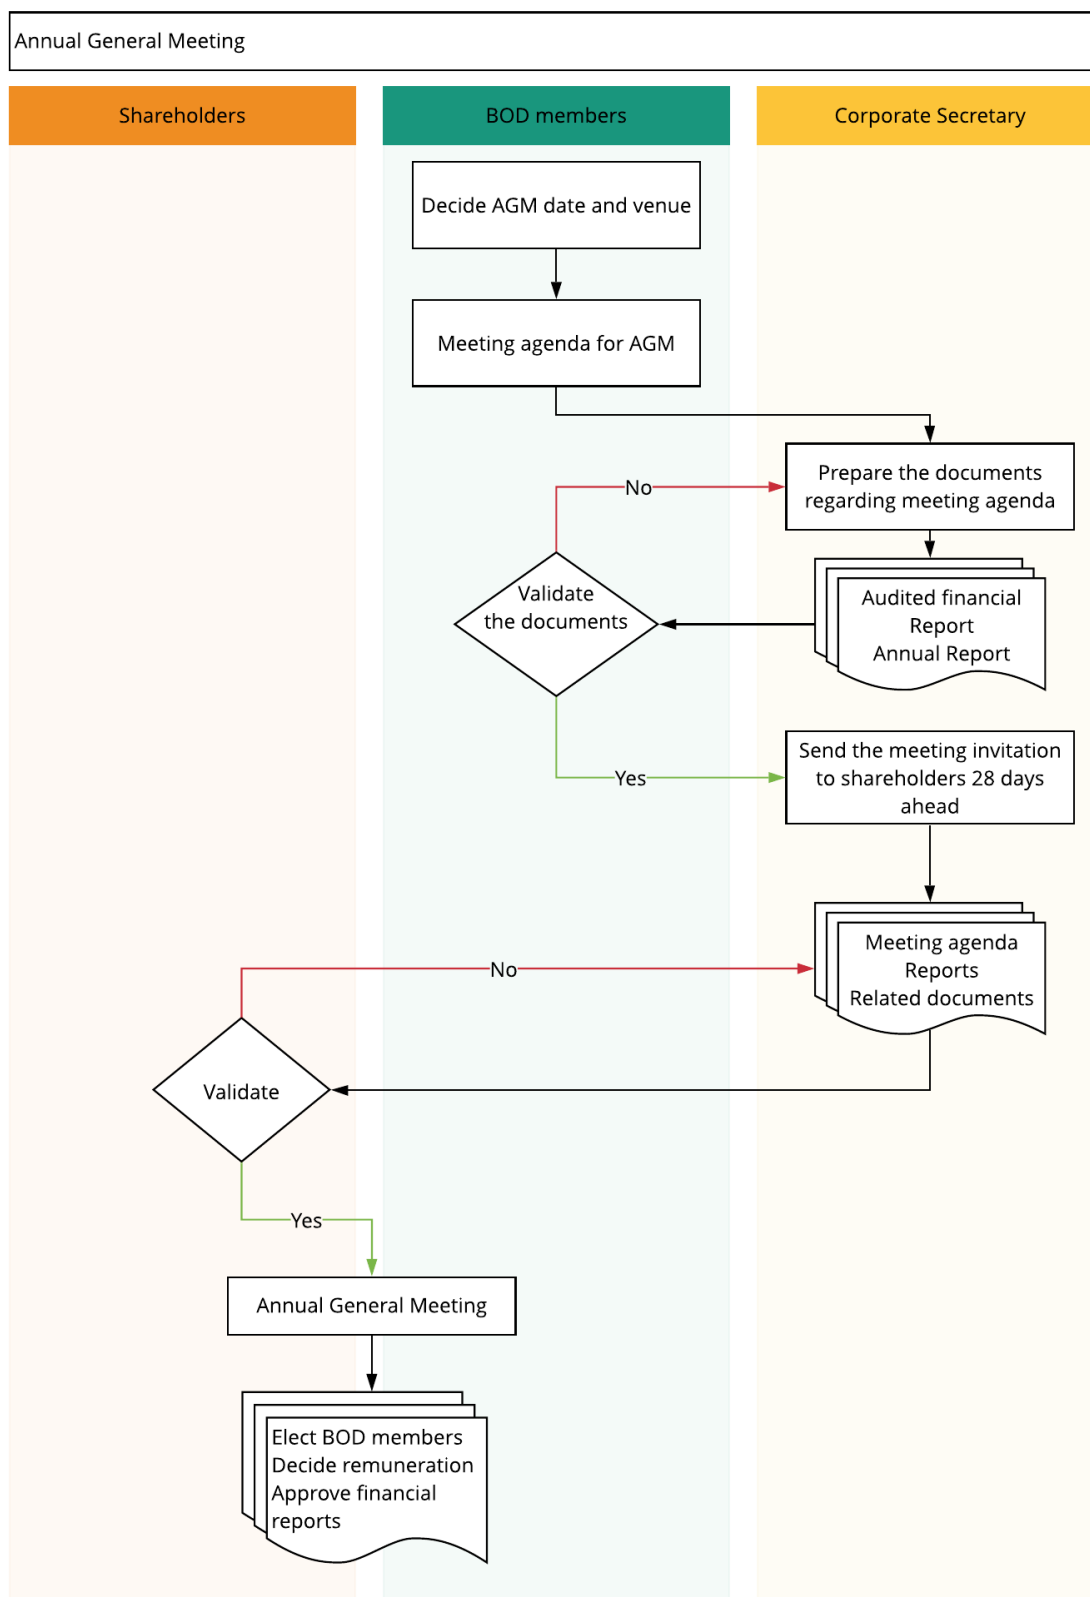 Annual General Meeting
Shareholders
BOD members
Corporate Secretary
Decide AGM date and venue
Meeting agenda for AGM
Prepare the documents
regarding meeting agenda
No
Validate
the documents
Audited financial
Report
Annual Report
Send the meeting invitation
to shareholders 28 days
ahead
Yes
Meeting agenda
Reports
Related documents
No
Validate
Yes
Annual General Meeting
Elect BOD members
Decide remuneration
Approve financial
reports